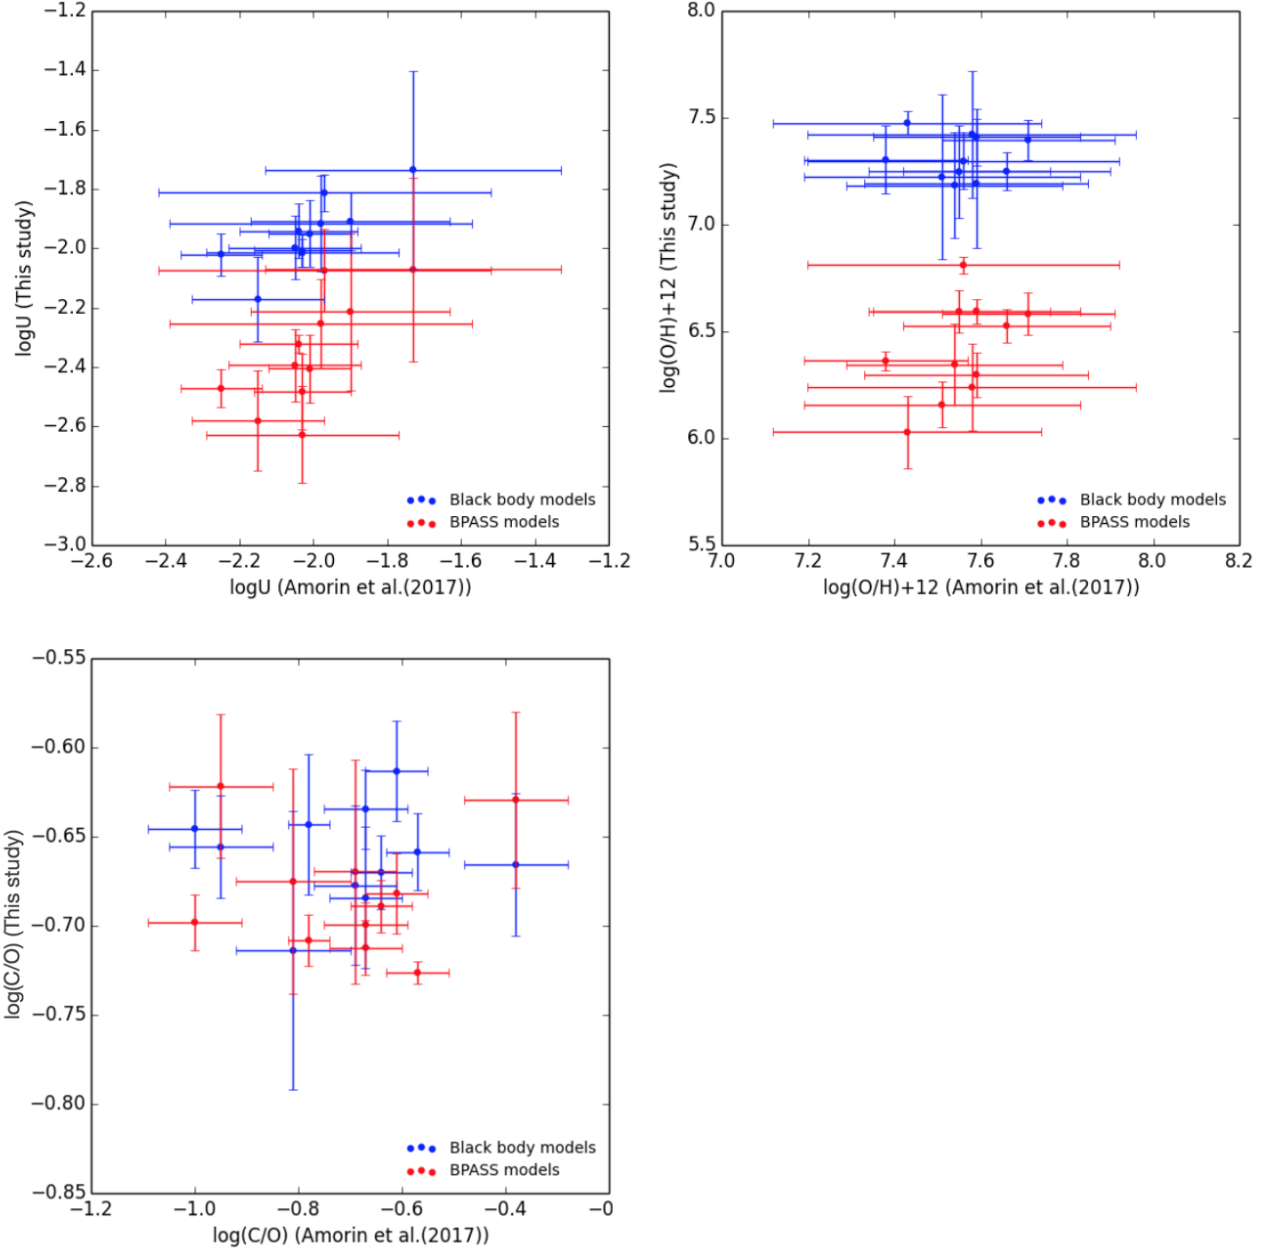 −1.2
−1.4
−1.6
−1.8
−2.0
−2.2
−2.4
−2.6
−2.8
−3.0
logU (This study)
Black body models
BPASS models
−2.6 −2.4 −2.2 −2.0 −1.8 −1.6 −1.4 −1.2
logU (Amorin et al.(2017))
8.0
7.5
7.0
6.5
6.0
5.5
log(O/H)+12 (This study)
Black body models
BPASS models
7.0 7.2 7.4 7.6 7.8 8.0 8.2
log(O/H)+12 (Amorin et al.(2017))
−0.55
−0.60
−0.65
−0.70
−0.75
−0.80
−0.85
log(C/O) (This study)
Black body models
BPASS models
−1.2 −1.0 −0.8 −0.6 −0.4 −0
log(C/O) (Amorin et al.(2017))